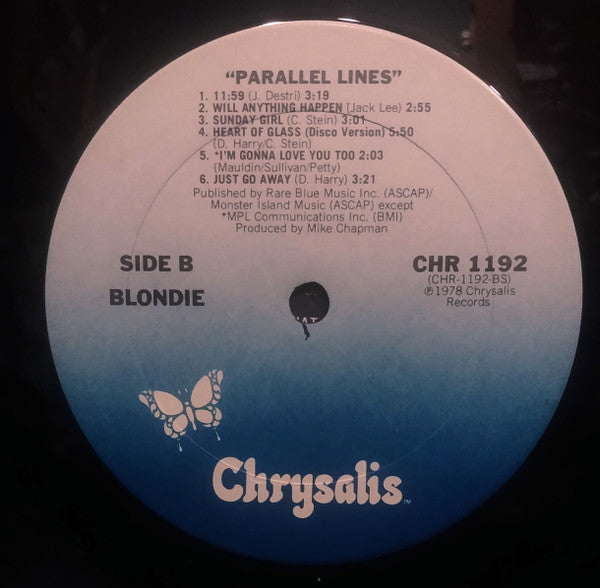 “PARALLEL LINES”
1. 11:59 (J. Destri) 3:19
2. WILL ANYTHING HAPPEN (Jack Lee) 2:55
3. SUNDAY GIRL (C. Stein) 3:01
4. HEART OF GLASS (Disco Version) 5:50
(D. Harry/C. Stein)
5. *I'M GONNA LOVE YOU TOO 2:03
(Mauldin/Sullivan/Petty)
6. JUST GO AWAY (D. Harry) 3:21
Published by Rare Blue Music Inc. (ASCAP)/
Monster Island Music (ASCAP) except
*MPL Communications Inc. (BMI)
Produced by Mike Chapman
SIDE B
BLONDIE
CHR 1192
(CHR-1192-BS)
℗1978 Chrysalis
Records
Chrysalis™